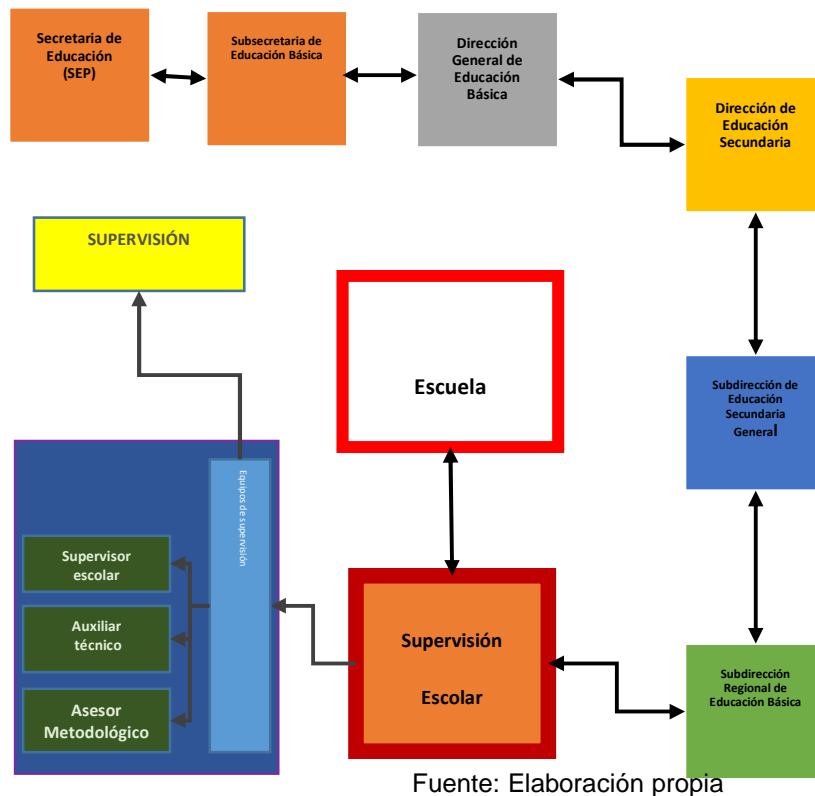 Secretaria de
Educación
(SEP)
Subsecretaria de
Educación Básica
Dirección
General de
Educación
Básica
Dirección de
Educación
Secundaria
SUPERVISIÓN
Escuela
Subdirección de
Educación
Secundaria
General
Equipos de supervisión
Supervisor
escolar
Auxiliar
técnico
Asesor
Metodológico
Supervisión
Escolar
Subdirección
Regional de
Educación Básica
Fuente: Elaboración propia